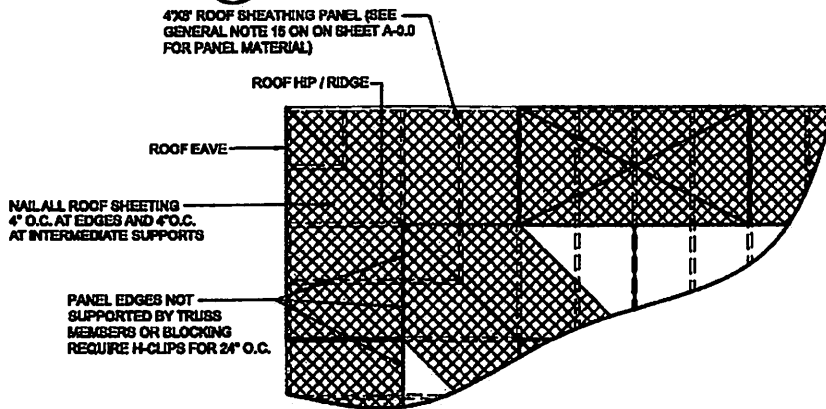 4'X8' ROOF SHEATHING PANEL (SEE
GENERAL NOTE 15 ON ON SHEET A-0.0
FOR PANEL MATERIAL)
ROOF HIP / RIDGE
ROOF EAVE
NAIL ALL ROOF SHEETING
4" O.C. AT EDGES AND 4"O.C.
AT INTERMEDIATE SUPPORTS
PANEL EDGES NOT
SUPPORTED BY TRUSS
MEMBERS OR BLOCKING
REQUIRE H-CLIPS FOR 24" O.C.